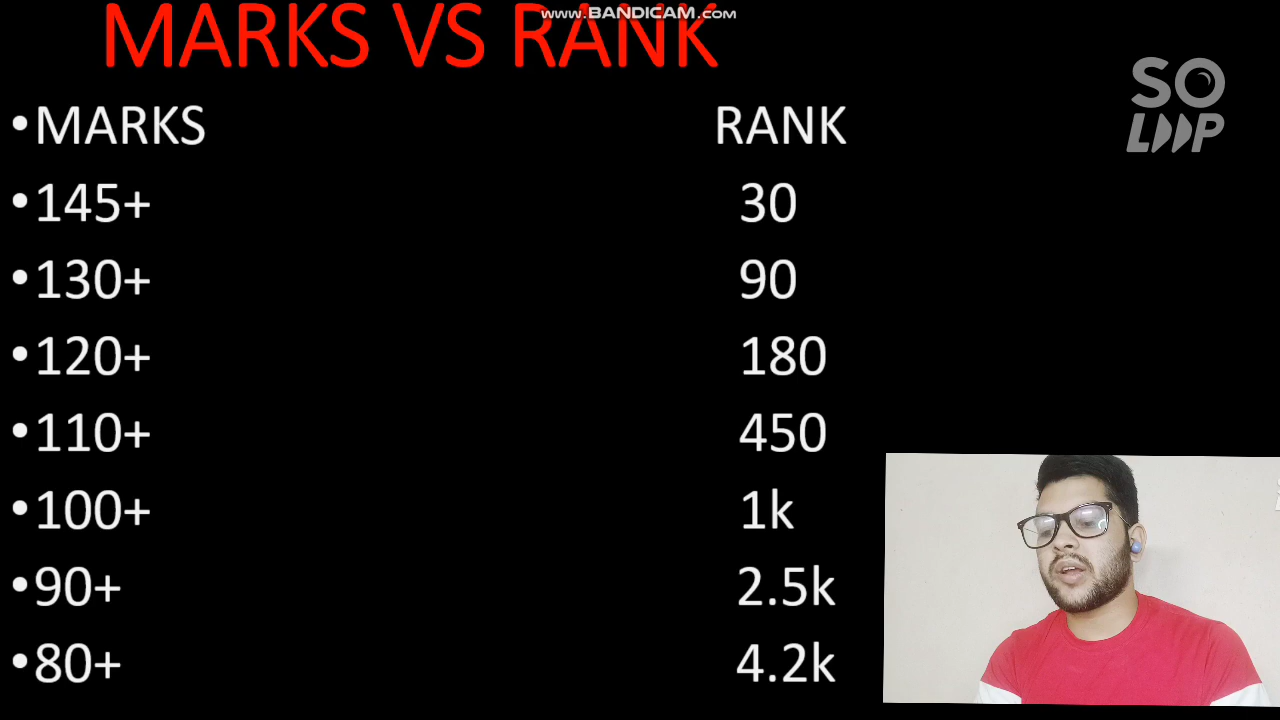 www.BANDICAM.com
MARKS VS RANK
SO
LOOP
•MARKS RANK
•145+ 30
•130+ 90
•120+ 180
•110+ 450
•100+ 1k
•90+ 2.5k
•80+ 4.2k